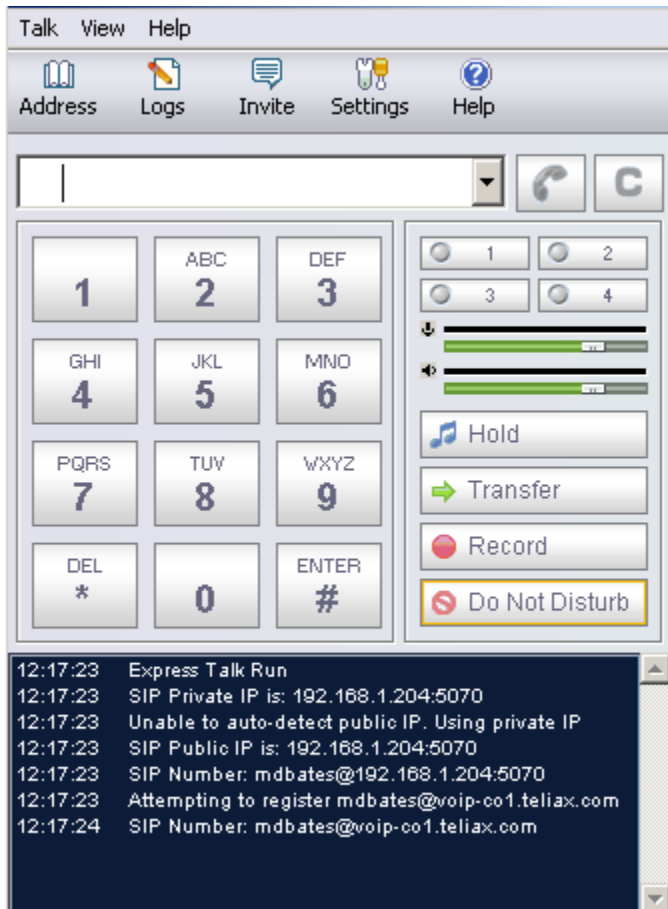 Talk View Help
Address Logs Invite Settings Help
C
1
ABC
2
DEF
3
GHI
4
JKL
5
MNO
6
PQRS
7
TUV
8
WXYZ
9
DEL
*
0
ENTER
#
1 2
3 4
Hold
Transfer
Record
Do Not Disturb
12:17:23 Express Talk Run
12:17:23 SIP Private IP is: 192.168.1.204:5070
12:17:23 Unable to auto-detect public IP. Using private IP
12:17:23 SIP Public IP is: 192.168.1.204:5070
12:17:23 SIP Number: mdbates@192.168.1.204:5070
12:17:23 Attempting to register mdbates@voip-co1.teliax.com
12:17:24 SIP Number: mdbates@voip-co1.teliax.com